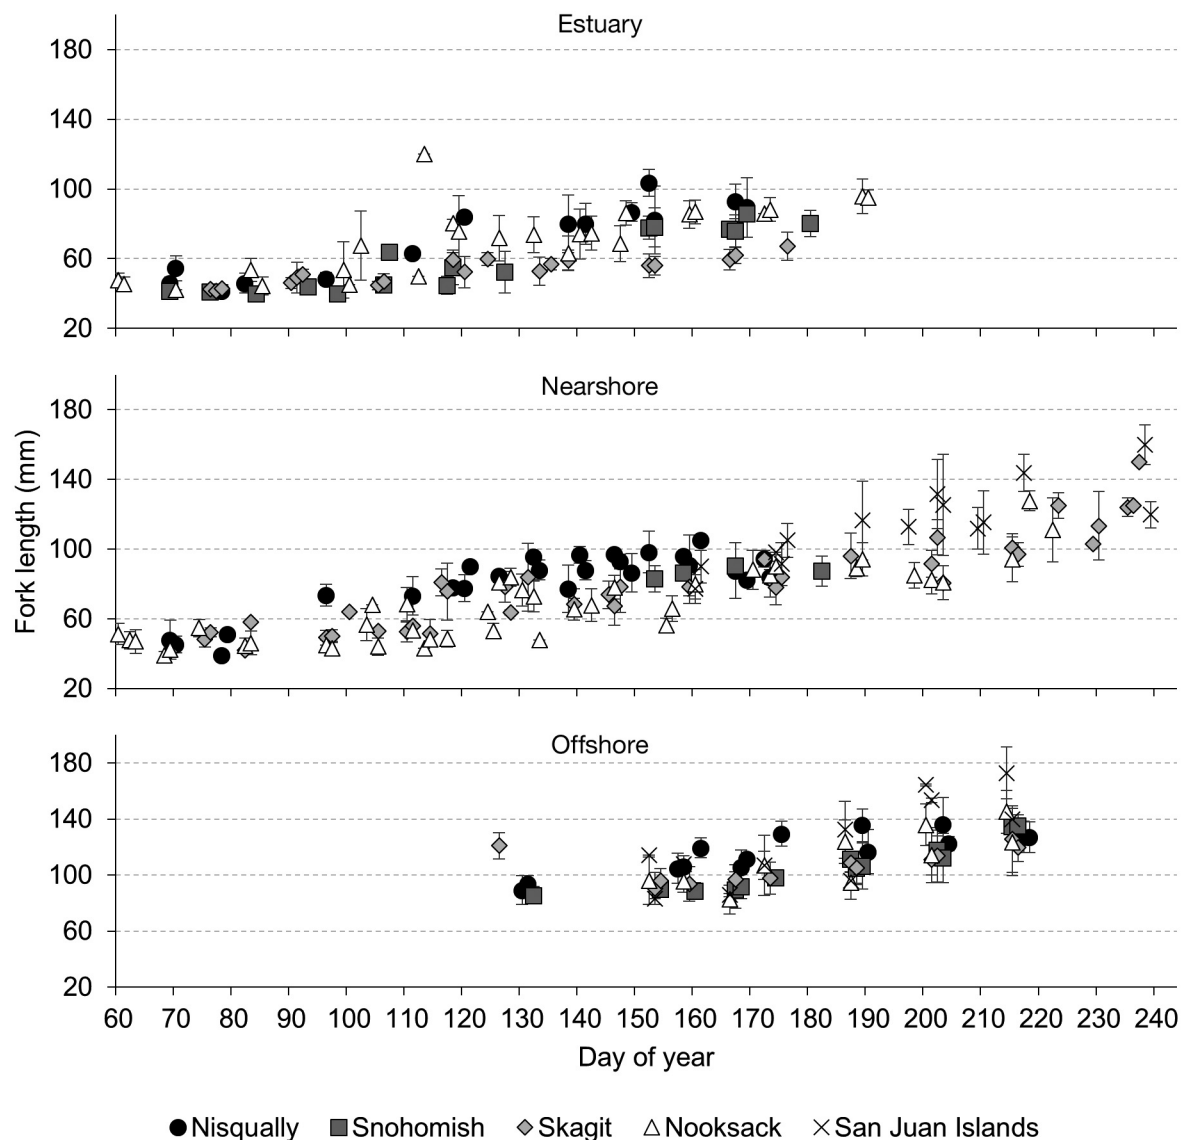 Estuary
180
140
100
60
20
Nearshore
180
140
100
60
20
Fork length (mm)
Offshore
180
140
100
60
20
60 70 80 90 100 110 120 130 140 150 160 170 180 190 200 210 220 230 240
Day of year
Nisqually Snohomish Skagit Nooksack San Juan Islands